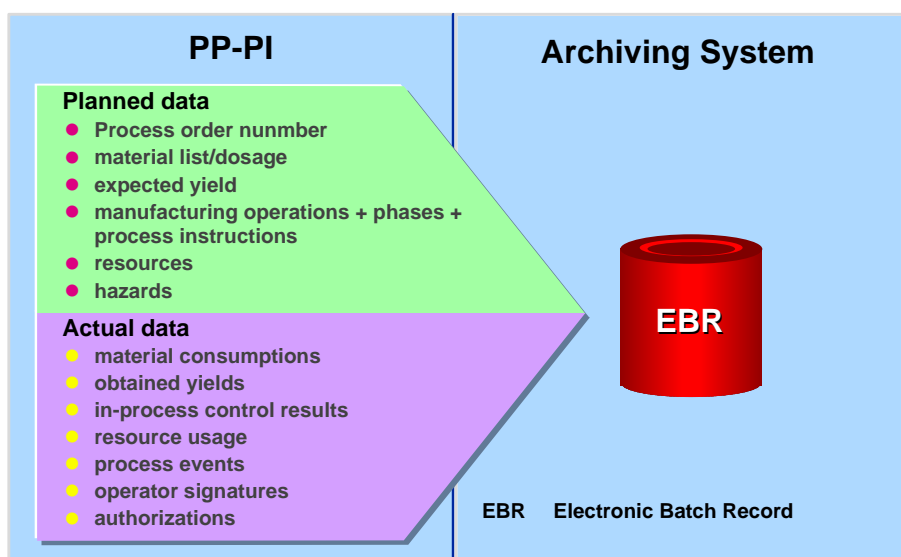 PP-PI
Planned data
Process order nunmber
material list/dosage
expected yield
manufacturing operations + phases +
process instructions
resources
hazards
Actual data
material consumptions
obtained yields
in-process control results
resource usage
process events
operator signatures
authorizations
Archiving System
EBR
EBR Electronic Batch Record